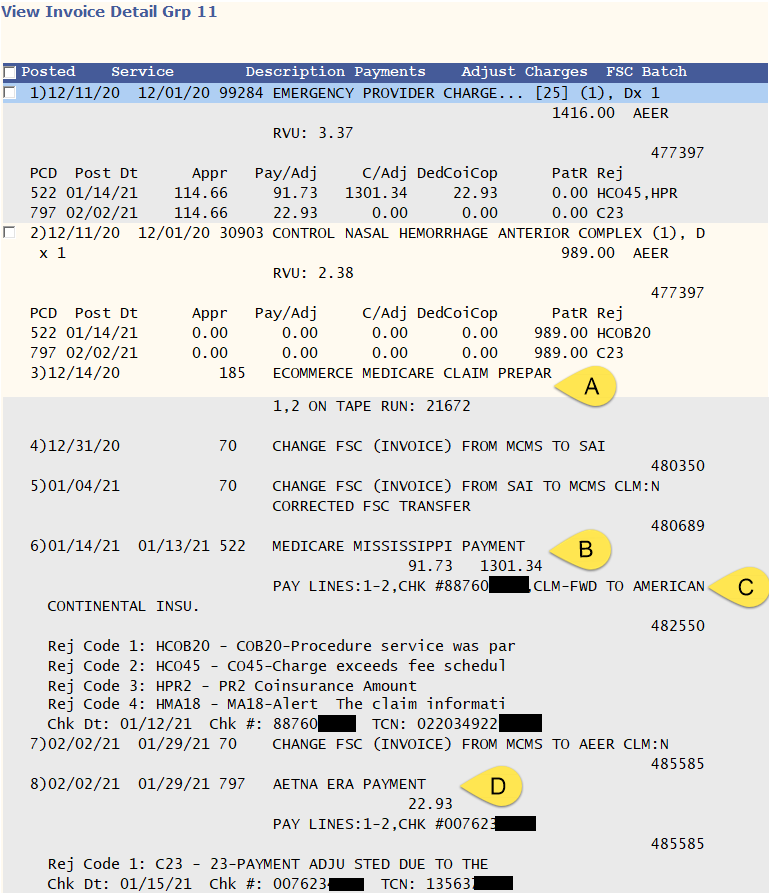 View Invoice Detail Grp 11
Posted Service Description Payments Adjust Charges FSC Batch
1)12/11/20 12/01/20 99284 EMERGENCY PROVIDER CHARGE... [25] (1), Dx 1
1416.00 AEER
RVU: 3.37
477397
PCD Post Dt Appr Pay/Adj C/Adj DedCoiCop PatR Rej
522 01/14/21 114.66 91.73 1301.34 22.93 0.00 HCO45,HPR
797 02/02/21 114.66 22.93 0.00 0.00 0.00 C23
2)12/11/20 12/01/20 30903 CONTROL NASAL HEMORRHAGE ANTERIOR COMPLEX (1), D
x 1 989.00 AEER
RVU: 2.38
477397
PCD Post Dt Appr Pay/Adj C/Adj DedCoiCop PatR Rej
522 01/14/21 0.00 0.00 0.00 0.00 989.00 HCOB20
797 02/02/21 0.00 0.00 0.00 0.00 989.00 C23
3)12/14/20 185 ECOMMERCE MEDICARE CLAIM PREPAR
A
1,2 ON TAPE RUN: 21672
4)12/31/20 70 CHANGE FSC (INVOICE) FROM MCMS TO SAI
480350
5)01/04/21 70 CHANGE FSC (INVOICE) FROM SAI TO MCMS CLM:N
CORRECTED FSC TRANSFER
480689
6)01/14/21 01/13/21 522 MEDICARE MISSISSIPPI PAYMENT B
91.73 1301.34
PAY LINES:1-2,CHK #88760 ,CLM-FWD TO AMERICAN C
CONTINENTAL INSU.
482550
Rej Code 1: HCOB20 - COB20-Procedure service was par
Rej Code 2: HCO45 - CO45-Charge exceeds fee schedul
Rej Code 3: HPR2 - PR2 Coinsurance Amount
Rej Code 4: HMA18 - MA18-Alert The claim informati
Chk Dt: 01/12/21 Chk #: 88760 TCN: 022034922
7)02/02/21 01/29/21 70 CHANGE FSC (INVOICE) FROM MCMS TO AEER CLM:N
485585
8)02/02/21 01/29/21 797 AETNA ERA PAYMENT D
22.93
PAY LINES:1-2,CHK #007623
485585
Rej Code 1: C23 - 23-PAYMENT ADJU STED DUE TO THE
Chk Dt: 01/15/21 Chk #: 007623 TCN: 13563